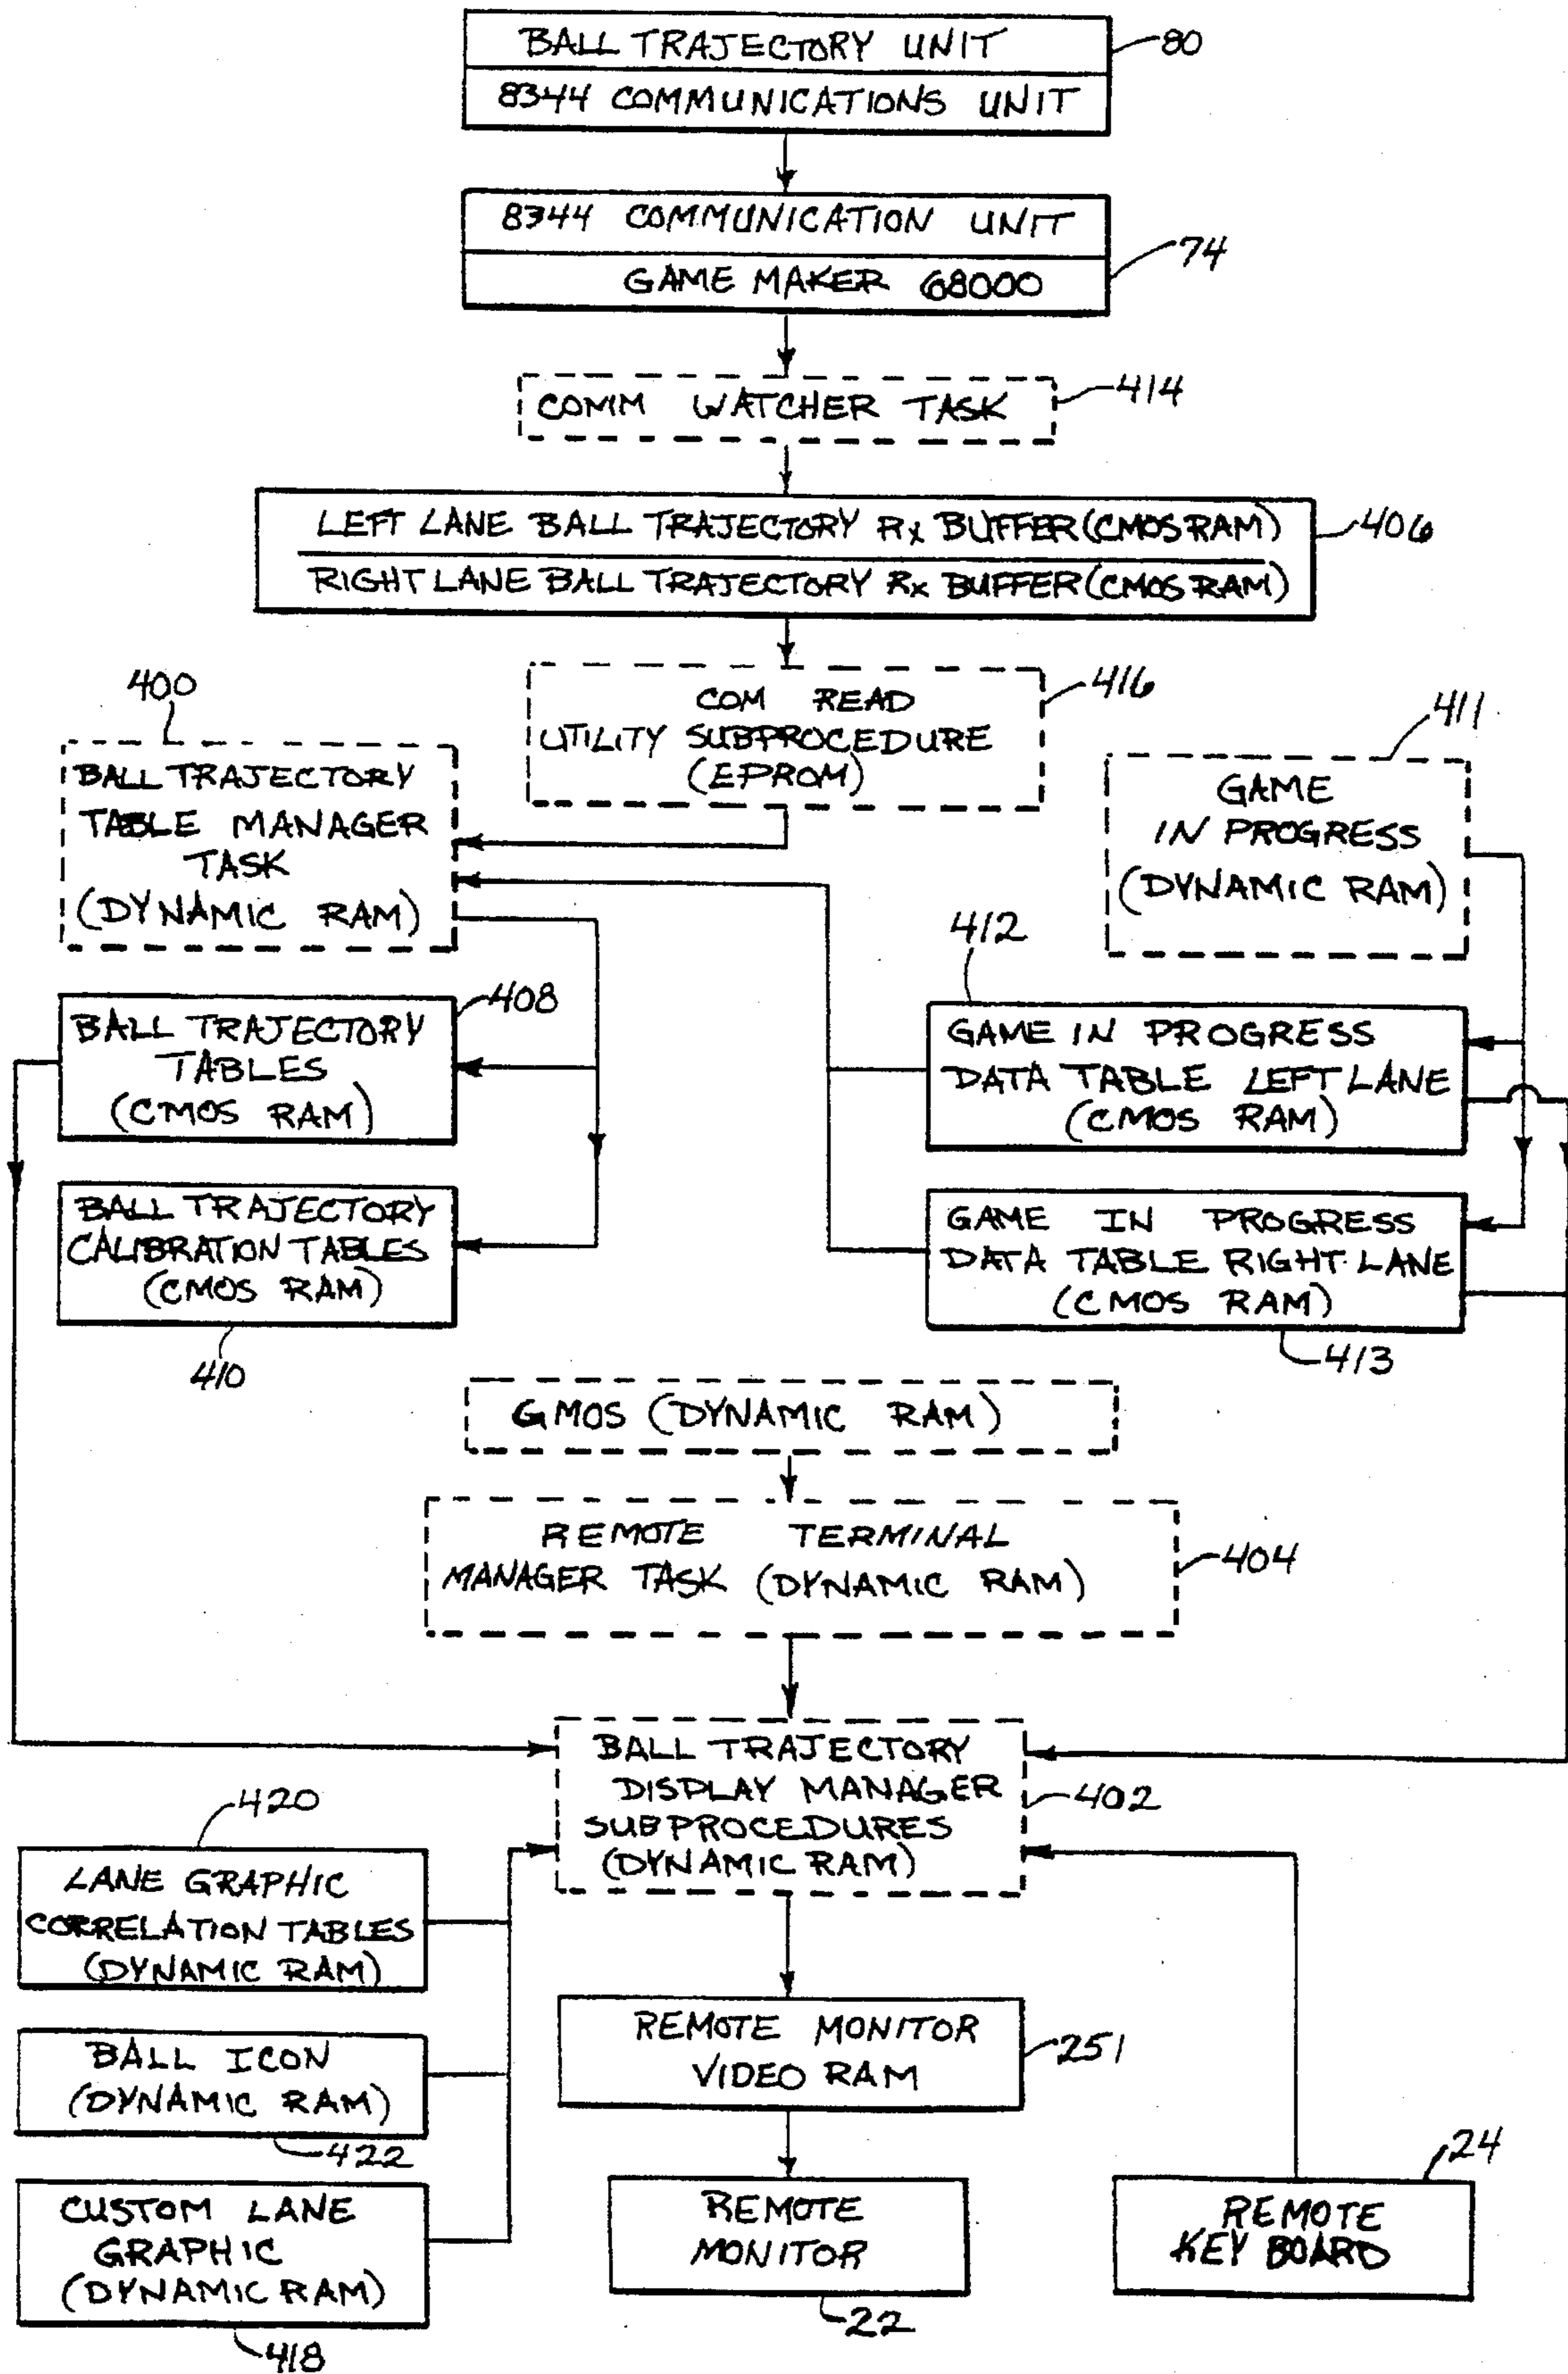 BALL TRAJECTORY UNIT
80
8344 COMMUNICATIONS UNIT
8344 COMMUNICATION UNIT
74
GAME MAKER 68000
COMM WATCHER TASK
414
LEFT LANE BALL TRAJECTORY Rx BUFFER (CMOS RAM)
406
RIGHT LANE BALL TRAJECTORY Rx BUFFER (CMOS RAM)
400
BALL TRAJECTORY
TABLE MANAGER
TASK
(DYNAMIC RAM)
COM READ
UTILITY SUBPROCEDURE
(EPROM)
416
411
GAME
IN PROGRESS
(DYNAMIC RAM)
408
BALL TRAJECTORY
TABLES
(CMOS RAM)
412
GAME IN PROGRESS
DATA TABLE LEFT LANE
(CMOS RAM)
BALL TRAJECTORY
CALIBRATION TABLES
(CMOS RAM)
410
GAME IN PROGRESS
DATA TABLE RIGHT LANE
(CMOS RAM)
413
GMOS (DYNAMIC RAM)
REMOTE TERMINAL
MANAGER TASK (DYNAMIC RAM)
404
BALL TRAJECTORY
DISPLAY MANAGER
SUBPROCEDURES
(DYNAMIC RAM)
402
420
LANE GRAPHIC
CORRELATION TABLES
(DYNAMIC RAM)
REMOTE MONITOR
VIDEO RAM
251
BALL ICON
(DYNAMIC RAM)
422
CUSTOM LANE
GRAPHIC
(DYNAMIC RAM)
418
REMOTE
MONITOR
22
24
REMOTE
KEY BOARD